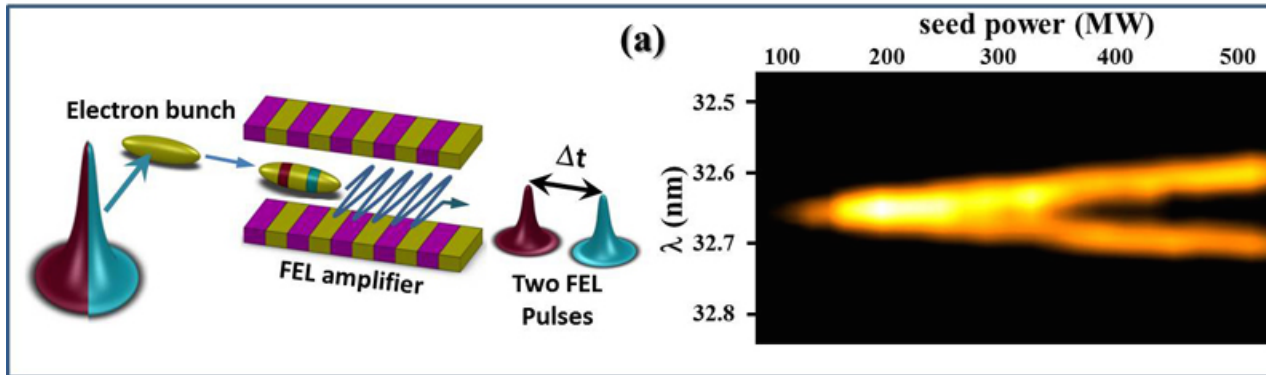 Electron bunch
FEL amplifier
Δt
Two FEL
Pulses
(a)
seed power (MW)
100 200 300 400 500
λ (nm)
32.5
32.6
32.7
32.8